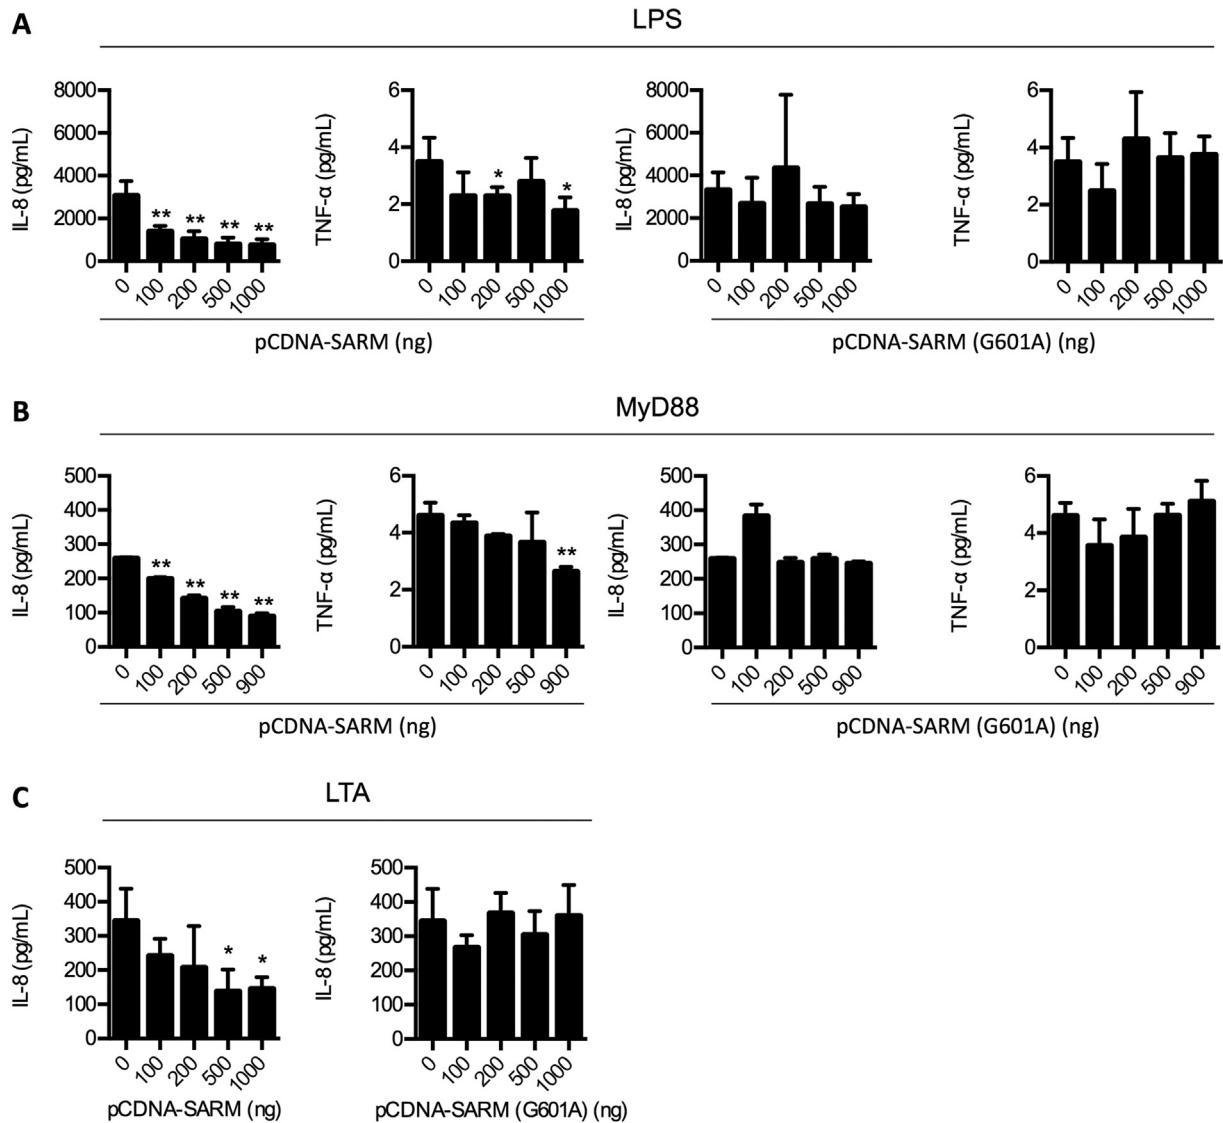 A
LPS
IL-8 (pg/mL)
8000
6000
4000
2000
0
** ** ** **
0 100 200 500 1000
TNF-α (pg/mL)
6
4
2
0
* *
0 100 200 500 1000
pCDNA-SARM (ng)
IL-8 (pg/mL)
8000
6000
4000
2000
0
0 100 200 500 1000
TNF-α (pg/mL)
6
4
2
0
0 100 200 500 1000
pCDNA-SARM (G601A) (ng)
B
MyD88
IL-8 (pg/mL)
500
400
300
200
100
0
** ** ** **
0 100 200 500 900
TNF-α (pg/mL)
6
4
2
0
**
0 100 200 500 900
pCDNA-SARM (ng)
IL-8 (pg/mL)
500
400
300
200
100
0
0 100 200 500 900
TNF-α (pg/mL)
6
4
2
0
0 100 200 500 900
pCDNA-SARM (G601A) (ng)
C
LTA
IL-8 (pg/mL)
500
400
300
200
100
0
* *
0 100 200 500 1000
pCDNA-SARM (ng)
IL-8 (pg/mL)
500
400
300
200
100
0
0 100 200 500 1000
pCDNA-SARM (G601A) (ng)